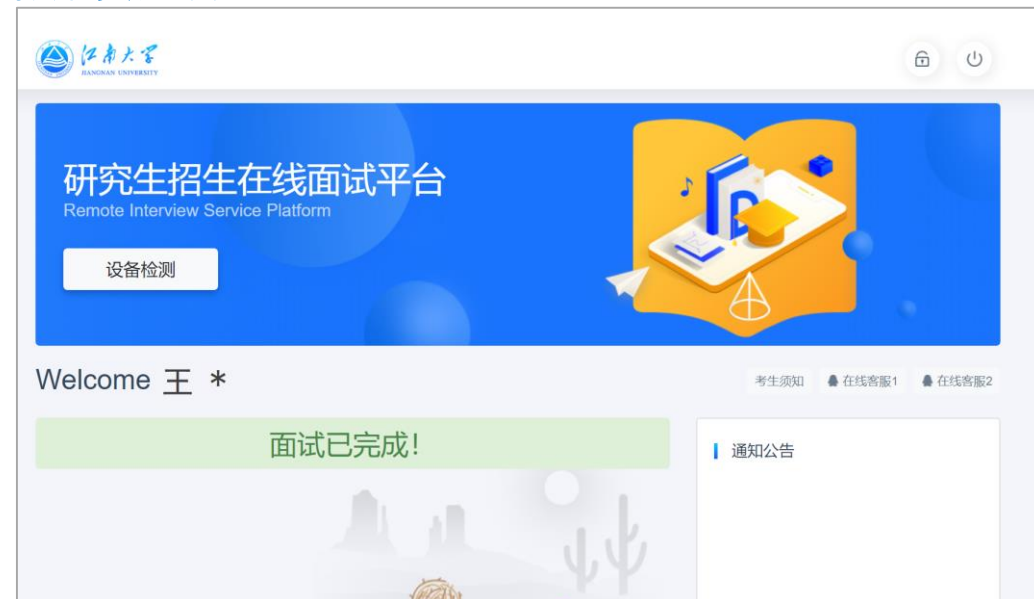 江南大学
JIANGNAN UNIVERSITY
研究生招生在线面试平台
Remote Interview Service Platform
设备检测
Welcome 王 *
考生须知 在线客服1 在线客服2
面试已完成!
通知公告